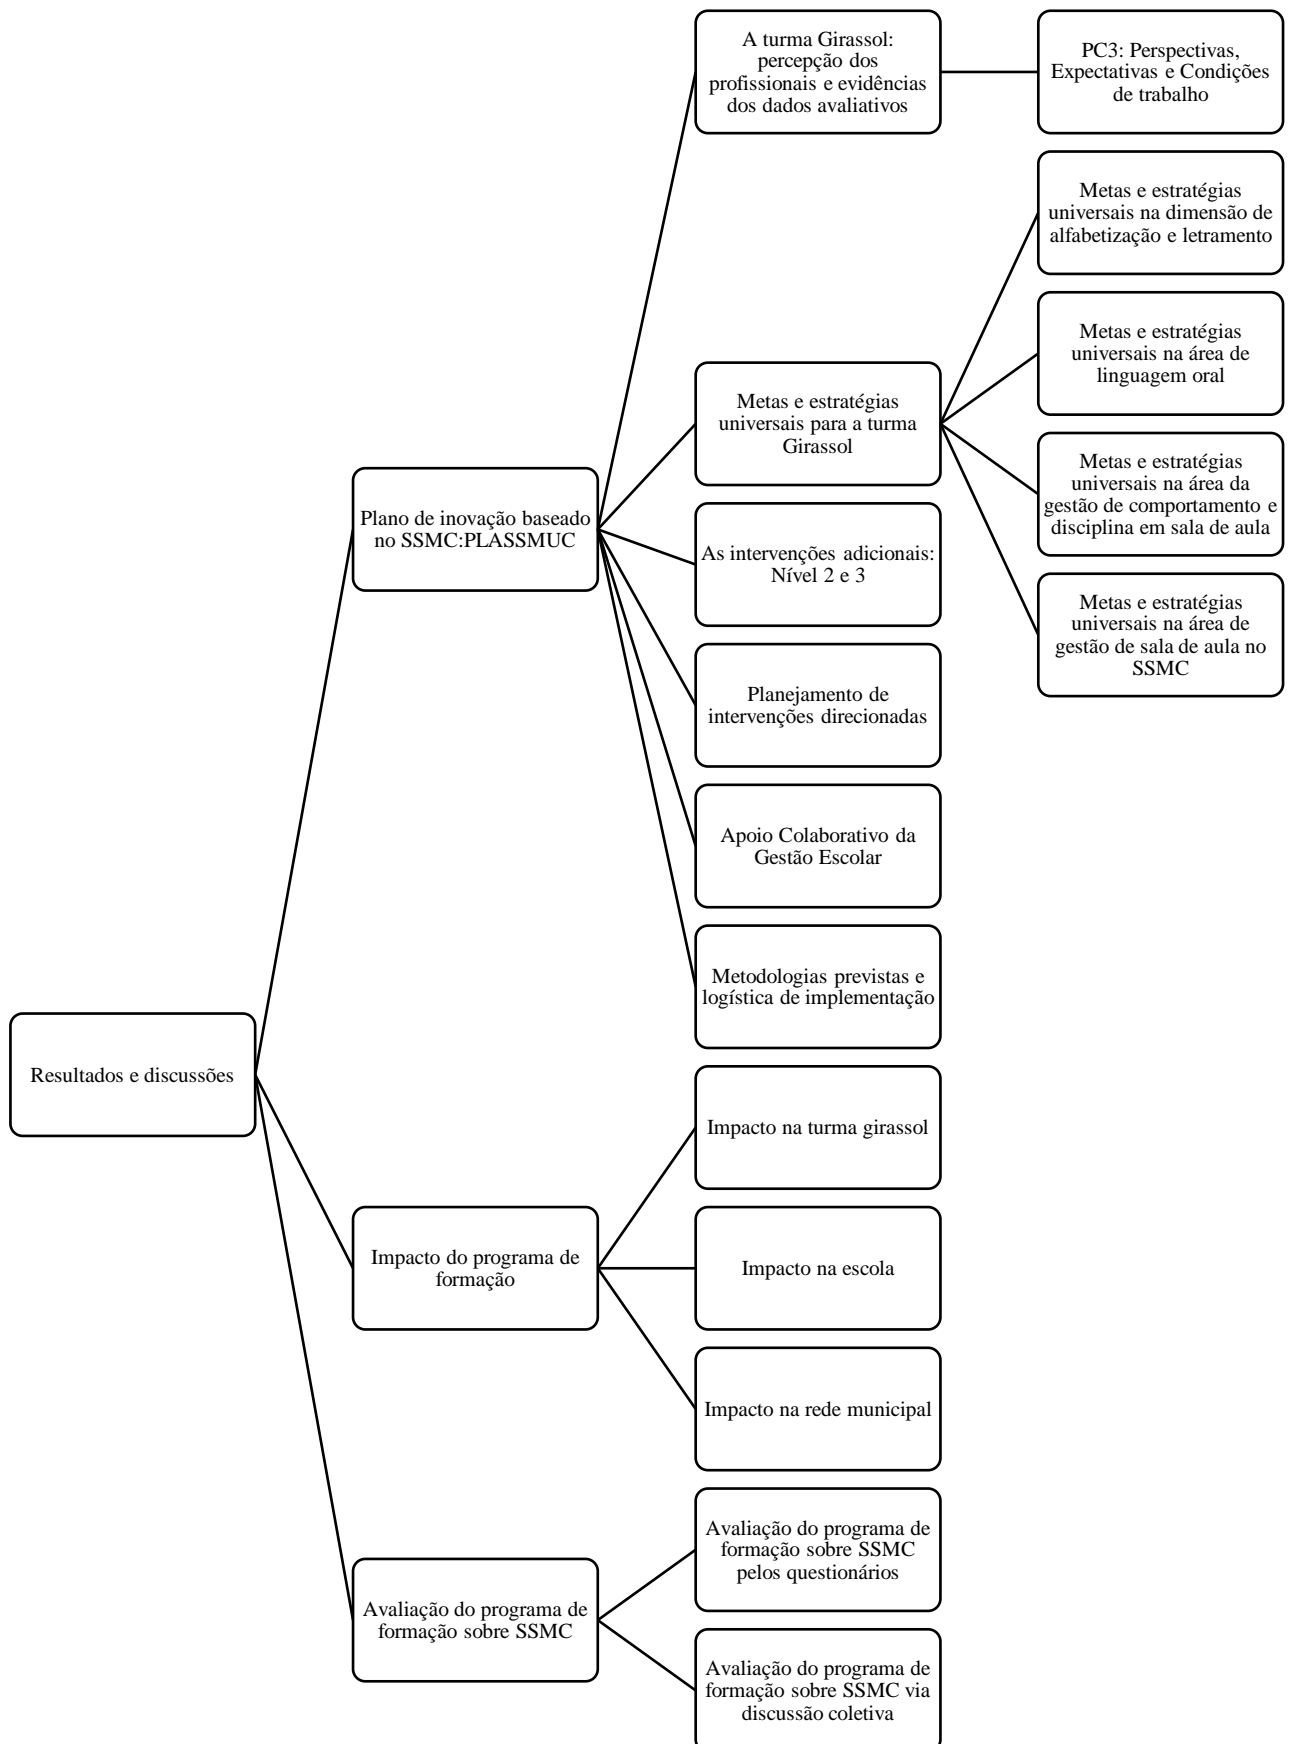 Resultados e discussões
Plano de inovação baseado
no SSMC:PLASSMUC
A turma Girassol:
percepção dos
profissionais e evidências
dos dados avaliativos
PC3: Perspectivas,
Expectativas e Condições
de trabalho
Metas e estratégias
universais para a turma
Girassol
Metas e estratégias
universais na dimensão de
alfabetização e letramento
Metas e estratégias
universais na área de
linguagem oral
Metas e estratégias
universais na área da
gestão de comportamento e
disciplina em sala de aula
Metas e estratégias
universais na área de
gestão de sala de aula no
SSMC
As intervenções adicionais:
Nível 2 e 3
Planejamento de
intervenções direcionadas
Apoio Colaborativo da
Gestão Escolar
Metodologias previstas e
logística de implementação
Impacto do programa de
formação
Impacto na turma girassol
Impacto na escola
Impacto na rede municipal
Avaliação do programa de
formação sobre SSMC
Avaliação do programa de
formação sobre SSMC
pelos questionários
Avaliação do programa de
formação sobre SSMC via
discussão coletiva